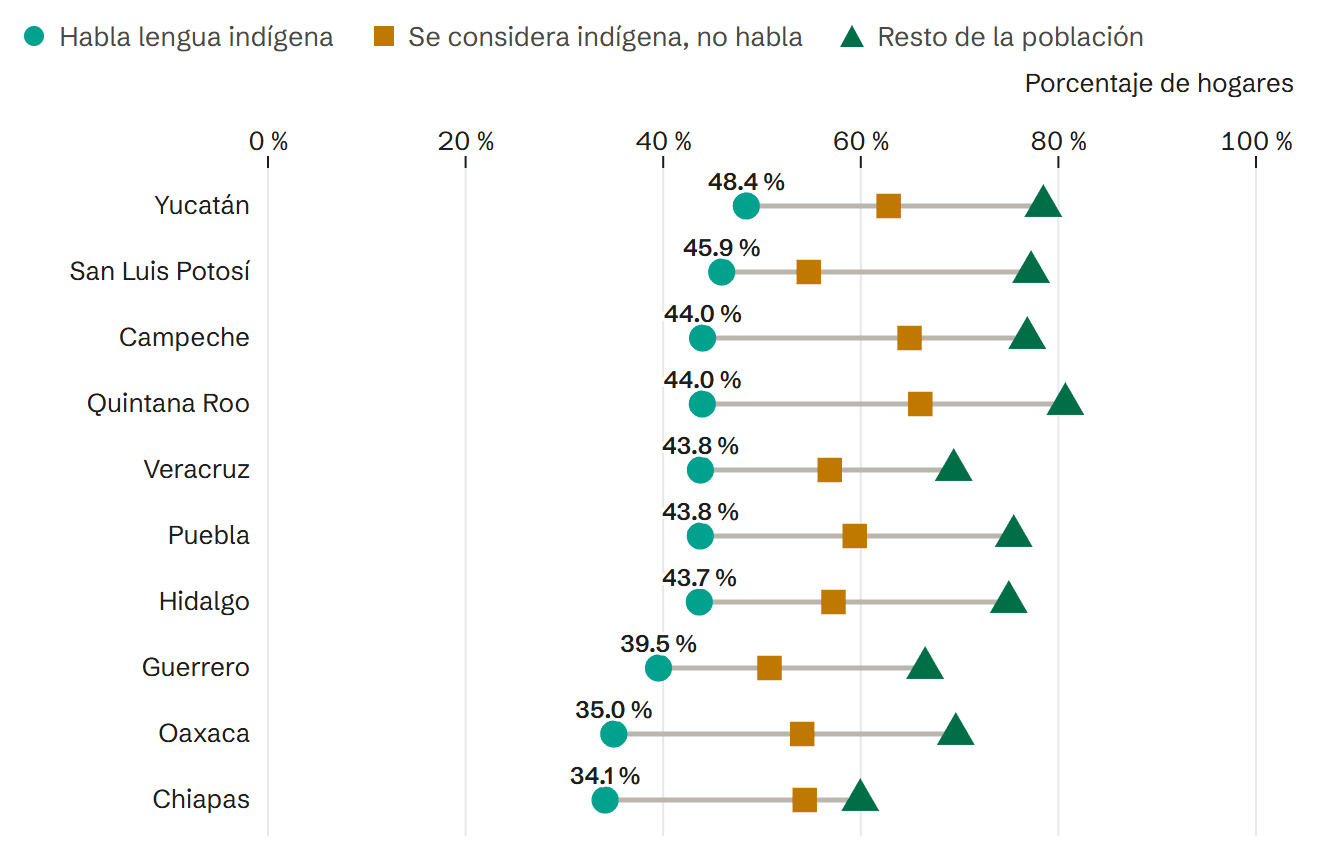 Habla lengua indígena Se considera indígena, no habla Resto de la población
Porcentaje de hogares
0 % 20 % 40 % 60 % 80 % 100 %
48.4 %
Yucatán
45.9 %
San Luis Potosí
44.0 %
Campeche
44.0 %
Quintana Roo
43.8 %
Veracruz
43.8 %
Puebla
43.7 %
Hidalgo
39.5 %
Guerrero
35.0 %
Oaxaca
34.1 %
Chiapas